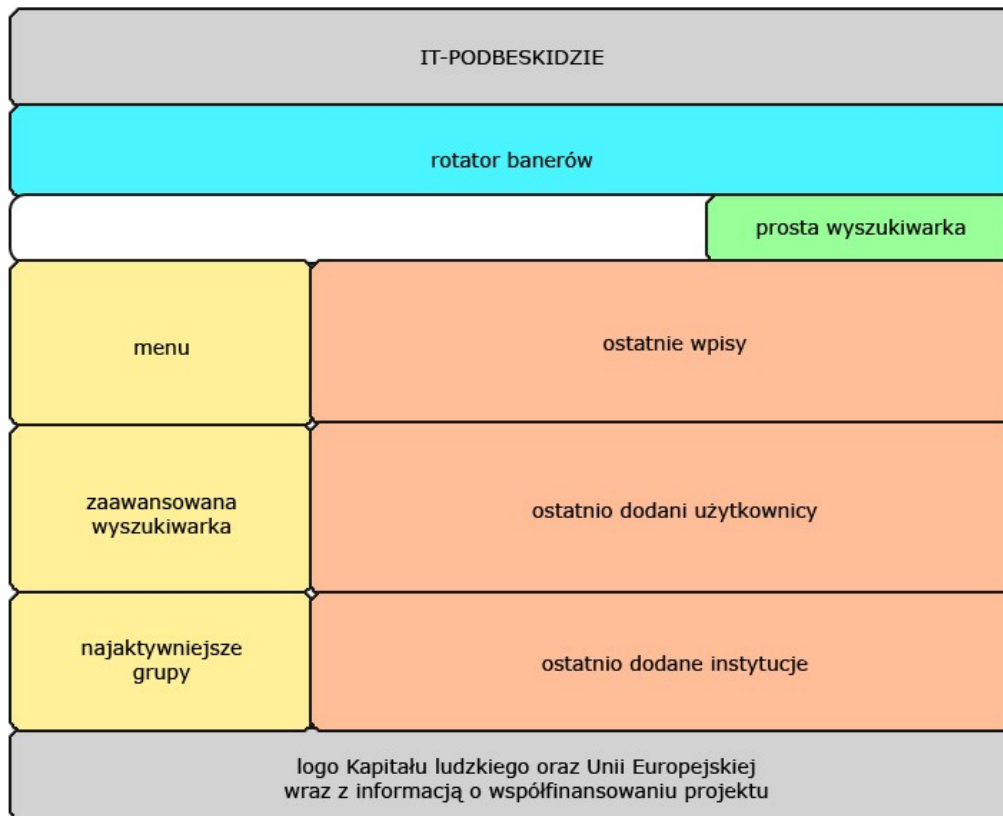 IT-PODBESKIDZIE
rotator banerów
prosta wyszukiwarka
menu
ostatnie wpisy
zaawansowana
wyszukiwarka
ostatnio dodani użytkownicy
najaktywniejsze
grupy
ostatnio dodane instytucje
logo Kapitału ludzkiego oraz Unii Europejskiej
wraz z informacją o współfinansowaniu projektu